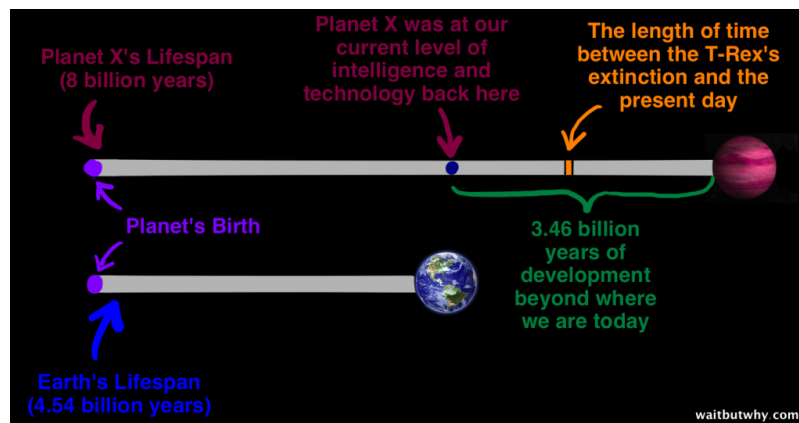 Planet X's Lifespan
(8 billion years)
Planet X was at our
current level of
intelligence and
technology back here
The length of time
between the T-Rex's
extinction and the
present day
Planet's Birth
3.46 billion
years of
development
beyond where
we are today
Earth's Lifespan
(4.54 billion years)
waitbutwhy.com